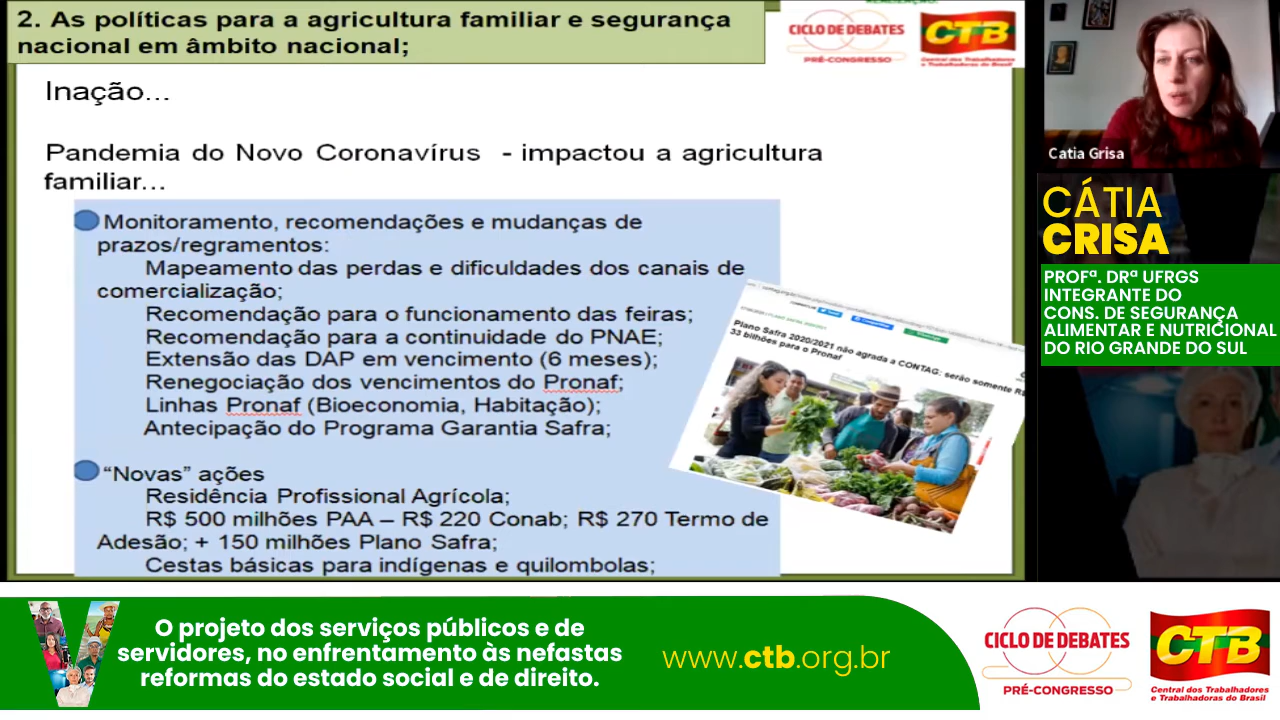 2. As políticas para a agricultura familiar e segurança
nacional em âmbito nacional;
REALIZAÇÃO:
CICLO DE DEBATES
PRÉ-CONGRESSO
CTB
Central dos Trabalhadores
e Trabalhadoras do Brasil
Inação...
Pandemia do Novo Coronavírus - impactou a agricultura
familiar...
Monitoramento, recomendações e mudanças de
prazos/regramentos:
Mapeamento das perdas e dificuldades dos canais de
comercialização;
Recomendação para o funcionamento das feiras;
Recomendação para a continuidade do PNAE;
Extensão das DAP em vencimento (6 meses);
Renegociação dos vencimentos do Pronaf;
Linhas Pronaf (Bioeconomia, Habitação);
Antecipação do Programa Garantia Safra;
"Novas" ações
Residência Profissional Agrícola;
R$ 500 milhões PAA – R$ 220 Conab; R$ 270 Termo de
Adesão; + 150 milhões Plano Safra;
Cestas básicas para indígenas e quilombolas;
Plano Safra 2020/2021 não agrada a CONTAG: serão somente R$
33 bilhões para o Pronaf
Catia Grisa
CÁTIA
CRISA
PROFª. DRª UFRGS
INTEGRANTE DO
CONS. DE SEGURANÇA
ALIMENTAR E NUTRICIONAL
DO RIO GRANDE DO SUL
V
O projeto dos serviços públicos e de
servidores, no enfrentamento às nefastas
reformas do estado social e de direito.
www.ctb.org.br
CICLO DE DEBATES
PRÉ-CONGRESSO
CTB
Central dos Trabalhadores
e Trabalhadoras do Brasil